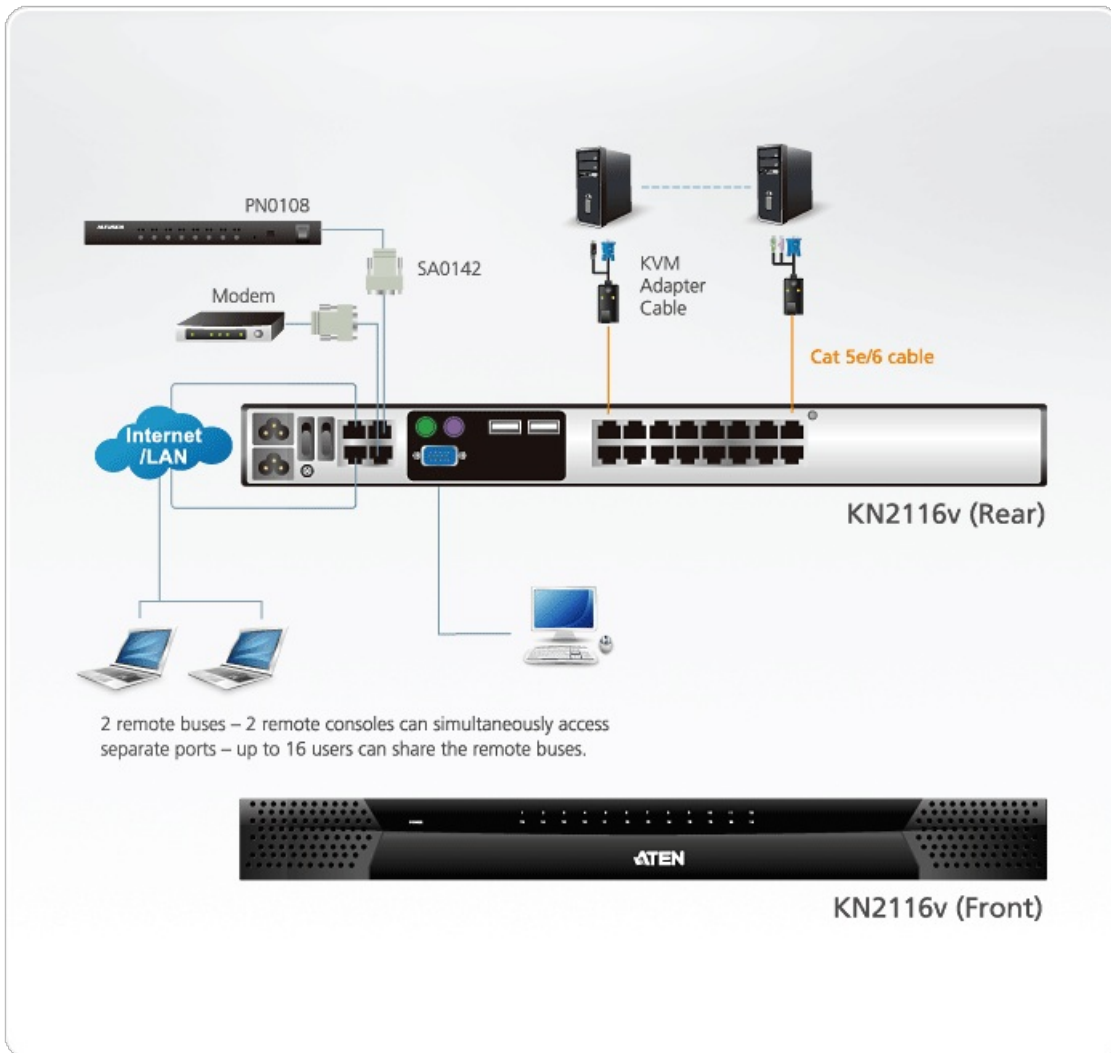 PN0108
SA0142
Modem
KVM
Adapter
Cable
Cat 5e/6 cable
Internet
/LAN
KN2116v (Rear)
2 remote buses – 2 remote consoles can simultaneously access
separate ports – up to 16 users can share the remote buses.
ATEN
KN2116v (Front)